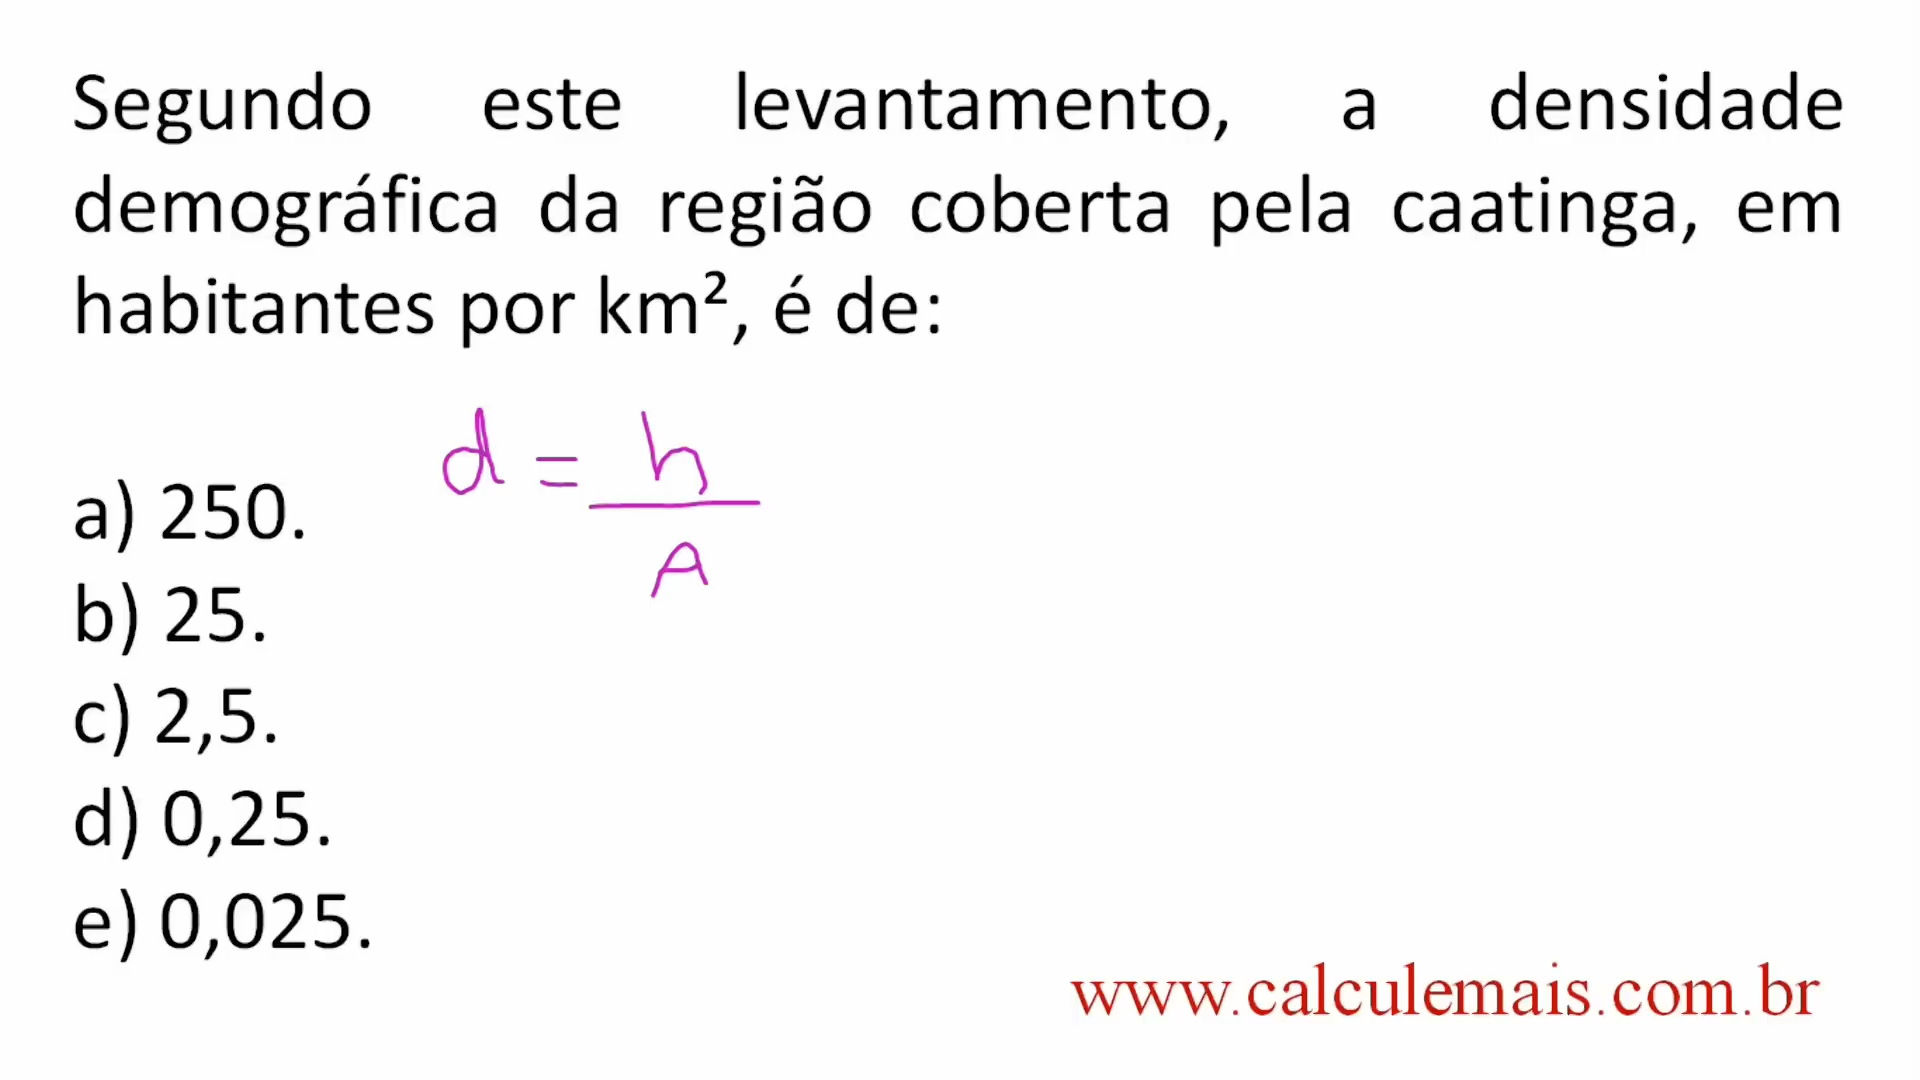 Segundo este levantamento, a densidade
demográfica da região coberta pela caatinga, em
habitantes por km², é de:
d = h
A
a) 250.
b) 25.
c) 2,5.
d) 0,25.
e) 0,025.
www.calculemais.com.br